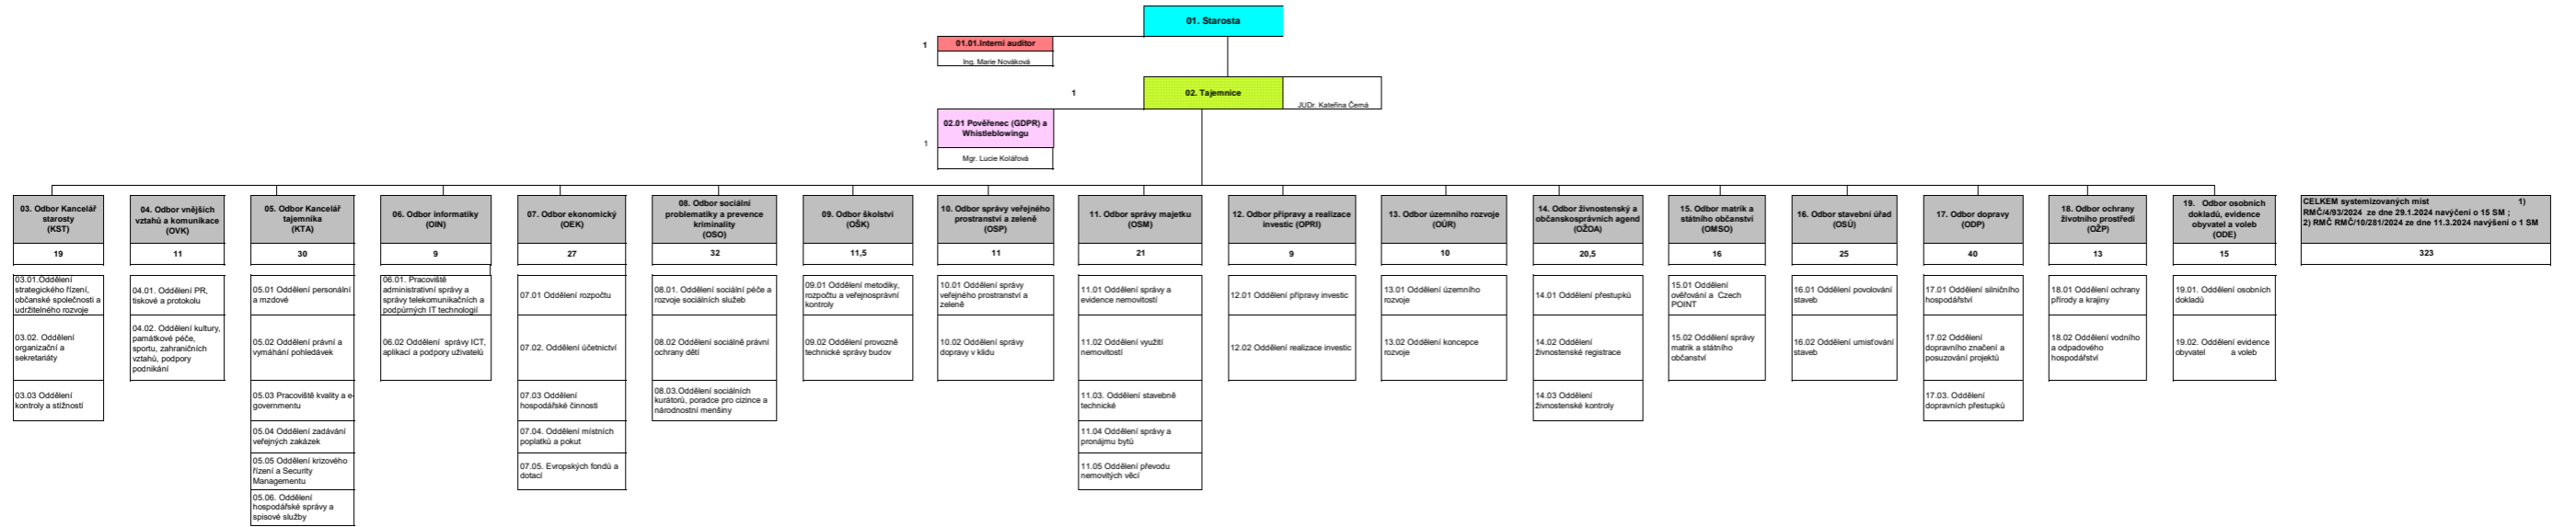 01. Starosta
1
01.01.Interní auditor
Ing. Marie Nováková
1
02. Tajemnice
JUDr. Kateřina Černá
1
02.01 Pověřenec (GDPR) a
Whistleblowingu
Mgr. Lucie Kolářová
03. Odbor Kancelář
starosty
(KST)
19
03.01.Oddělení
strategického řízení,
občanské společnosti a
udržitelného rozvoje
03.02. Oddělení
organizační a
sekretariáty
03.03 Oddělení
kontroly a stížností
04. Odbor vnějších
vztahů a komunikace
(OVK)
11
04.01. Oddělení PR,
tiskové a protokolu
04.02. Oddělení kultury,
památkové péče,
sportu, zahraničních
vztahů, podpory
podnikání
05. Odbor Kancelář
tajemníka
(KTA)
30
05.01 Oddělení personální
a mzdové
05.02 Oddělení právní a
vymáhání pohledávek
05.03 Pracoviště kvality a e-
governmentu
05.04 Oddělení zadávání
veřejných zakázek
05.05 Oddělení krizového
řízení a Security
Managementu
05.06. Oddělení
hospodářské správy a
spisové služby
06. Odbor informatiky
(OIN)
9
06.01. Pracoviště
administrativní správy a
správy telekomunikačních a
podpůrných IT technologií
06.02 Oddělení správy ICT,
aplikací a podpory uživatelů
07. Odbor ekonomický
(OEK)
27
07.01 Oddělení rozpočtu
07.02. Oddělení účetnictví
07.03 Oddělení
hospodářské činnosti
07.04. Oddělení místních
poplatků a pokut
07.05. Evropských fondů a
dotací
08. Odbor sociální
problematiky a prevence
kriminality
(OSO)
32
08.01. Oddělení sociální péče a
rozvoje sociálních služeb
08.02 Oddělení sociálně právní
ochrany dětí
08.03.Oddělení sociálních
kurátorů, poradce pro cizince a
národnostní menšiny
09. Odbor školství
(OŠK)
11,5
09.01 Oddělení metodiky,
rozpočtu a veřejnosprávní
kontroly
09.02 Oddělení provozně
technické správy budov
10. Odbor správy veřejného
prostranství a zeleně
(OSP)
11
10.01 Oddělení správy
veřejného prostranství a
zeleně
10.02 Oddělení správy
dopravy v klidu
11. Odbor správy majetku
(OSM)
21
11.01 Oddělení správy a
evidence nemovitostí
11.02 Oddělení využití
nemovitostí
11.03. Oddělení stavebně
technické
11.04 Oddělení správy a
pronájmu bytů
11.05 Oddělení převodu
nemovitých věcí
12. Odbor přípravy a realizace
investic (OPRI)
9
12.01 Oddělení přípravy investic
12.02 Oddělení realizace investic
13. Odbor územního rozvoje
(OÚR)
10
13.01 Oddělení územního
rozvoje
13.02 Oddělení koncepce
rozvoje
14. Odbor živnostenský a
občanskosprávních agend
(OŽOA)
20,5
14.01 Oddělení přestupků
14.02 Oddělení
živnostenské registrace
14.03 Oddělení
živnostenské kontroly
15. Odbor matrik a
státního občanství
(OMSO)
16
15.01 Oddělení
ověřování a Czech
POINT
15.02 Oddělení správy
matrik a státního
občanství
16. Odbor stavební úřad
(OSÚ)
25
16.01 Oddělení povolování
staveb
16.02 Oddělení umisťování
staveb
17. Odbor dopravy
(ODP)
40
17.01 Oddělení silničního
hospodářství
17.02 Oddělení
dopravního značení a
posuzování projektů
17.03. Oddělení
dopravních přestupků
18. Odbor ochrany
životního prostředí
(OŽP)
13
18.01 Oddělení ochrany
přírody a krajiny
18.02 Oddělení vodního
a odpadového
hospodářství
19. Odbor osobních
dokladů, evidence
obyvatel a voleb
(ODE)
15
19.01. Oddělení osobních
dokladů
19.02. Oddělení evidence
obyvatel a voleb
CELKEM systemizovaných míst 1)
RMČ/4/93/2024 ze dne 29.1.2024 navýčení o 15 SM ;
2) RMČ RMČ/10/281/2024 ze dne 11.3.2024 navýšení o 1 SM
323